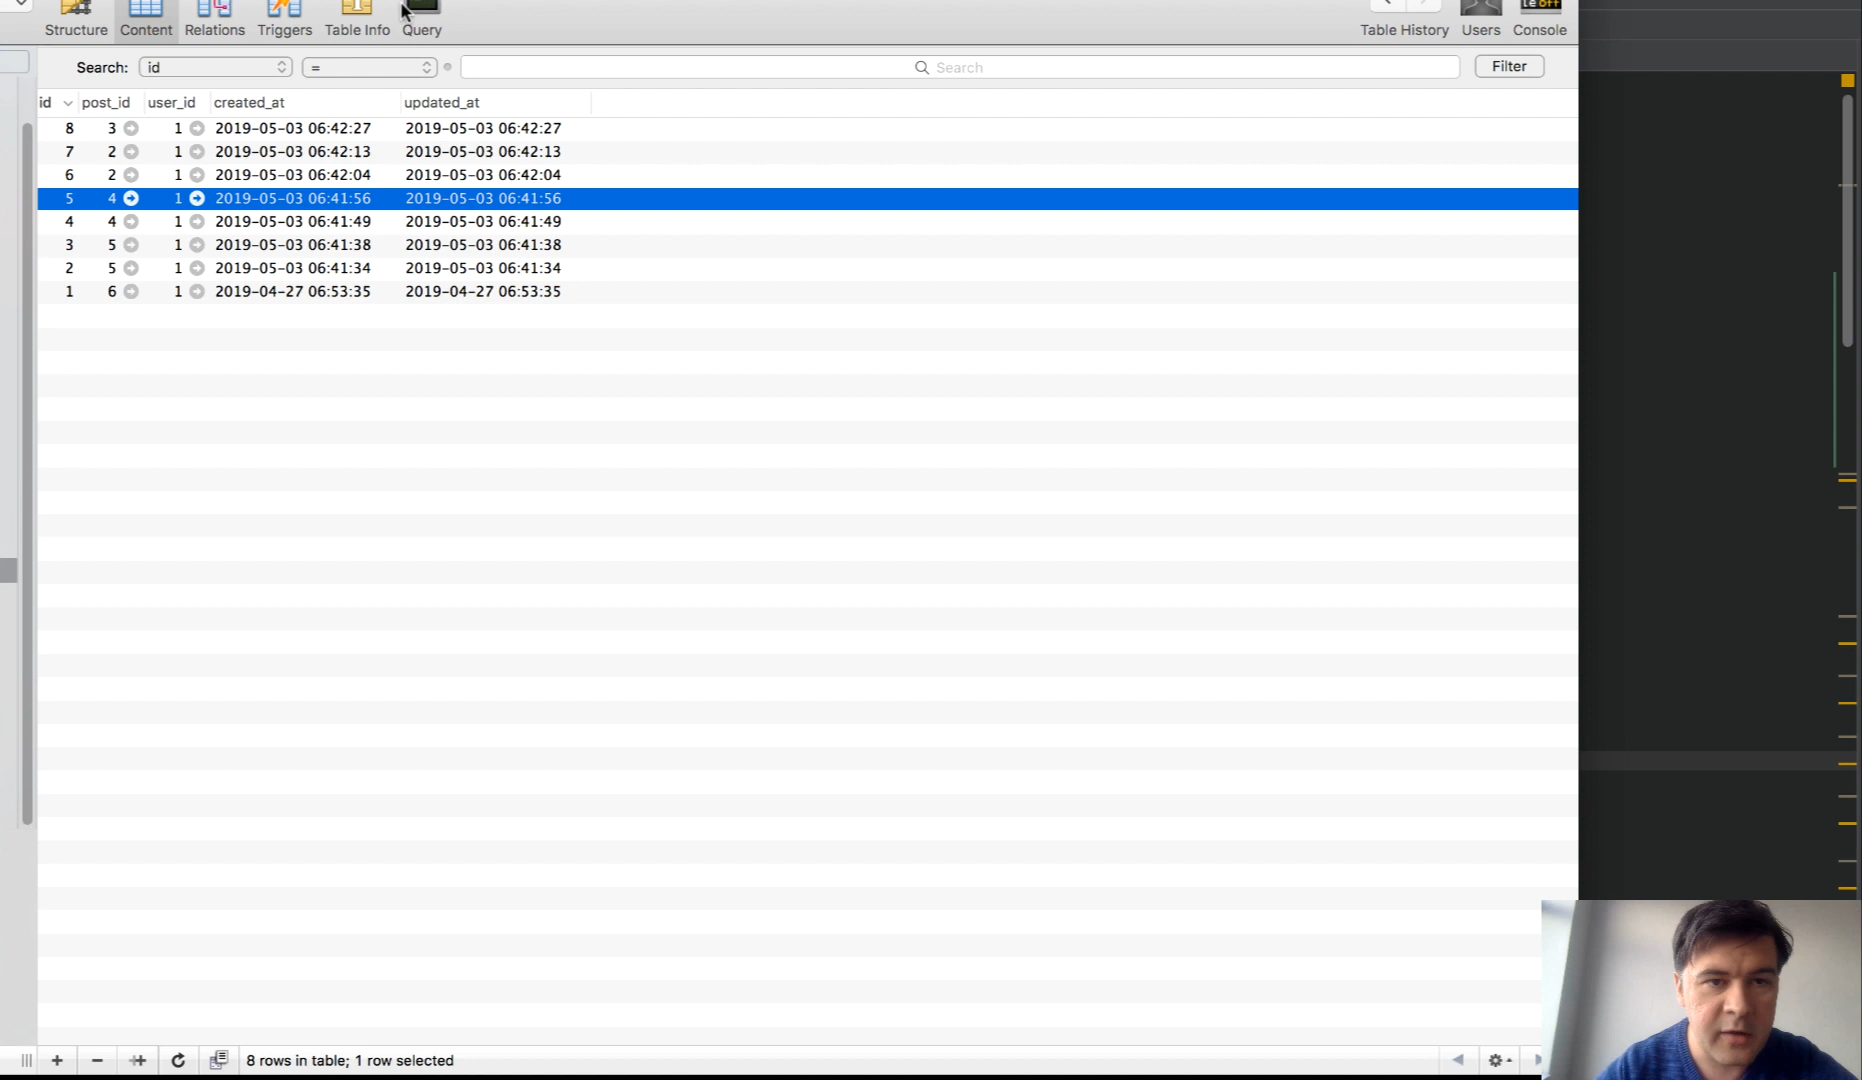 Structure Content Relations Triggers Table Info Query Table History Users Console
Search: id = Search Filter
id post_id user_id created_at updated_at
8 3 1 2019-05-03 06:42:27 2019-05-03 06:42:27
7 2 1 2019-05-03 06:42:13 2019-05-03 06:42:13
6 2 1 2019-05-03 06:42:04 2019-05-03 06:42:04
5 4 1 2019-05-03 06:41:56 2019-05-03 06:41:56
4 4 1 2019-05-03 06:41:49 2019-05-03 06:41:49
3 5 1 2019-05-03 06:41:38 2019-05-03 06:41:38
2 5 1 2019-05-03 06:41:34 2019-05-03 06:41:34
1 6 1 2019-04-27 06:53:35 2019-04-27 06:53:35
8 rows in table; 1 row selected